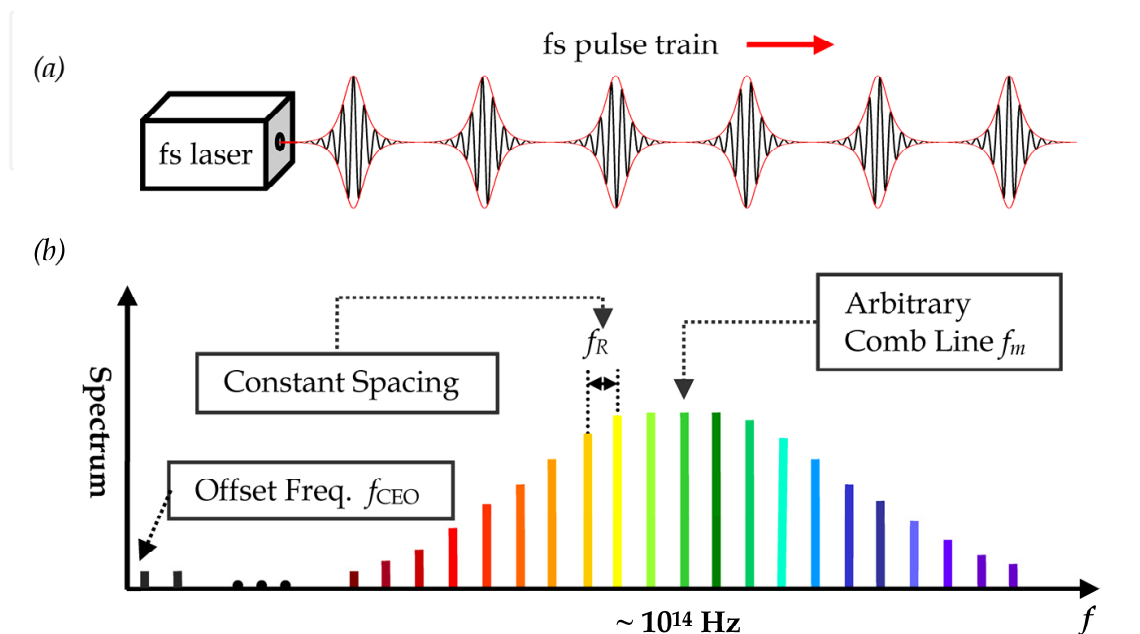 (a)
fs pulse train
fs laser
(b)
Arbitrary
Comb Line fm
fR
Constant Spacing
Spectrum
Offset Freq. fCEO
~ 10¹⁴ Hz
f